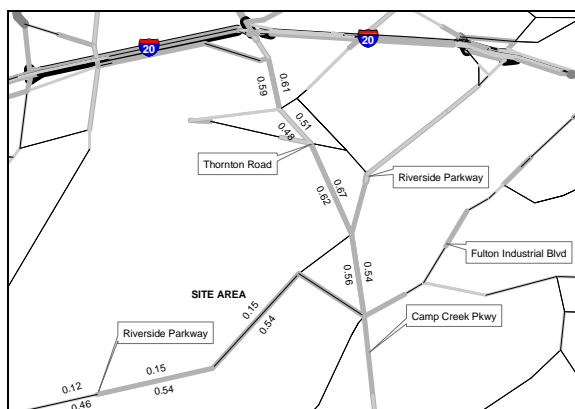 20
20
0.59
0.61
0.48
0.51
Thornton Road
0.62
0.67
Riverside Parkway
Fulton Industrial Blvd
0.56
0.54
SITE AREA
0.15
0.54
Camp Creek Pkwy
Riverside Parkway
0.15
0.54
0.12
0.46